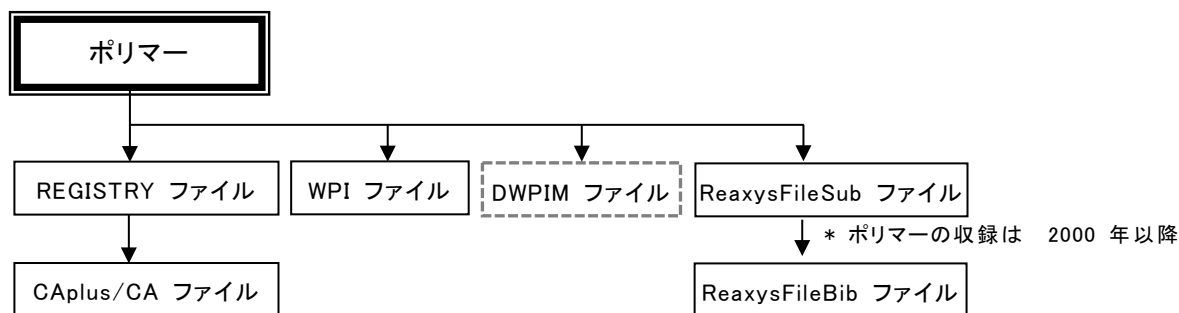 ポリマー
REGISTRY ファイル
WPI ファイル
DWPIM ファイル
ReaxysFileSub ファイル
* ポリマーの収録は 2000 年以降
CAplus/CA ファイル
ReaxysFileBib ファイル